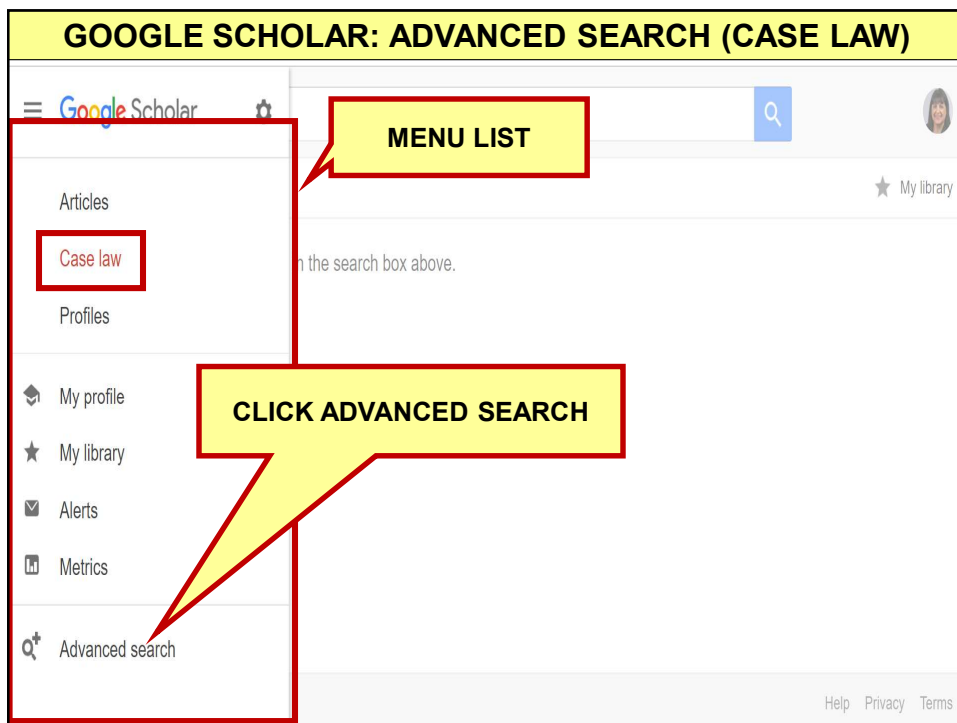 GOOGLE SCHOLAR: ADVANCED SEARCH (CASE LAW)
Google Scholar
MENU LIST
My library
Articles
Case law
n the search box above.
Profiles
My profile
CLICK ADVANCED SEARCH
My library
Alerts
Metrics
Advanced search
Help Privacy Terms